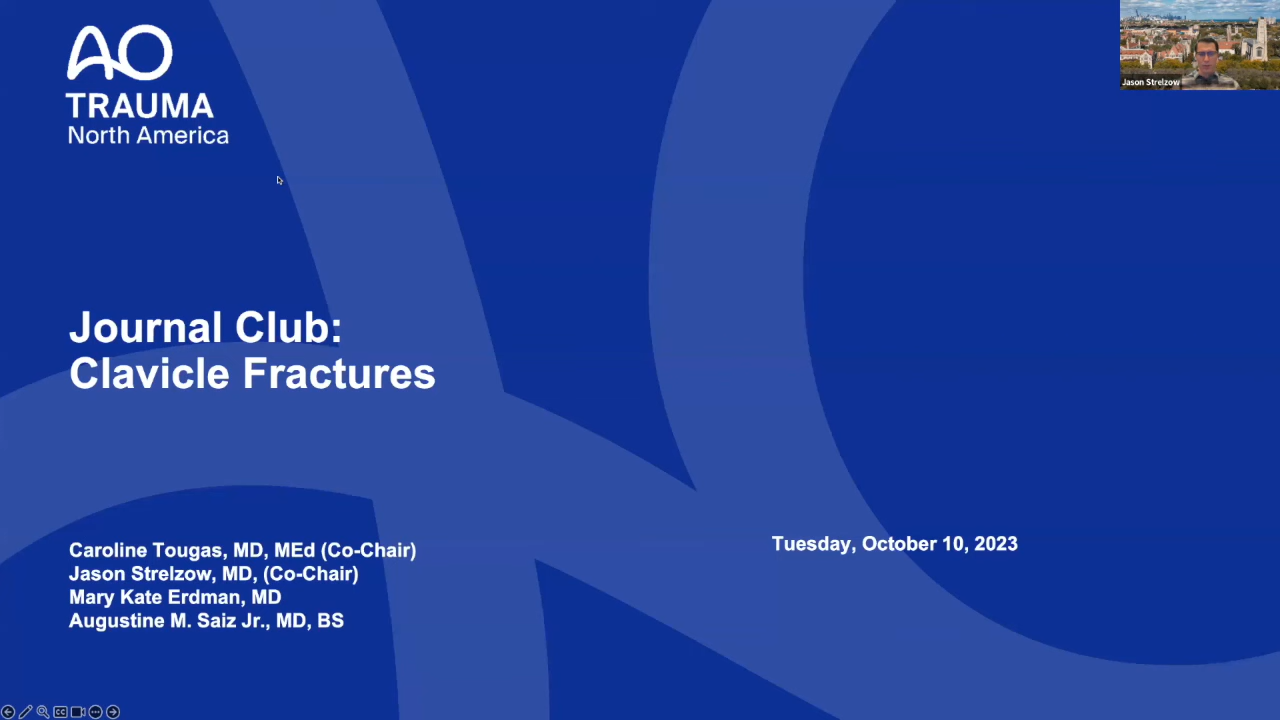 AO
TRAUMA
North America
Jason Strelzow
Journal Club:
Clavicle Fractures
Caroline Tougas, MD, MEd (Co-Chair)
Jason Strelzow, MD, (Co-Chair)
Mary Kate Erdman, MD
Augustine M. Saiz Jr., MD, BS
Tuesday, October 10, 2023
CC